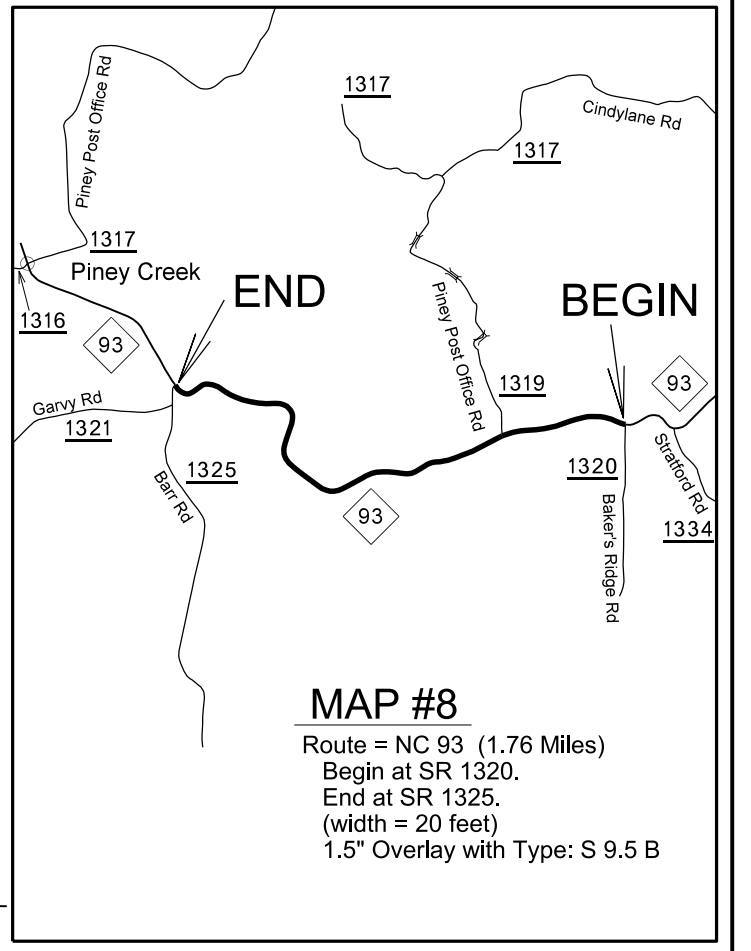 Piney Post Office Rd
1317
Cindylane Rd
1317
1317
Piney Creek
1316
93
END
BEGIN
Piney Post Office Rd
1319
93
Garvy Rd
1321
1325
Barr Rd
93
1320
Baker's Ridge Rd
Stratford Rd
1334
MAP #8
Route = NC 93 (1.76 Miles)
Begin at SR 1320.
End at SR 1325.
(width = 20 feet)
1.5" Overlay with Type: S 9.5 B